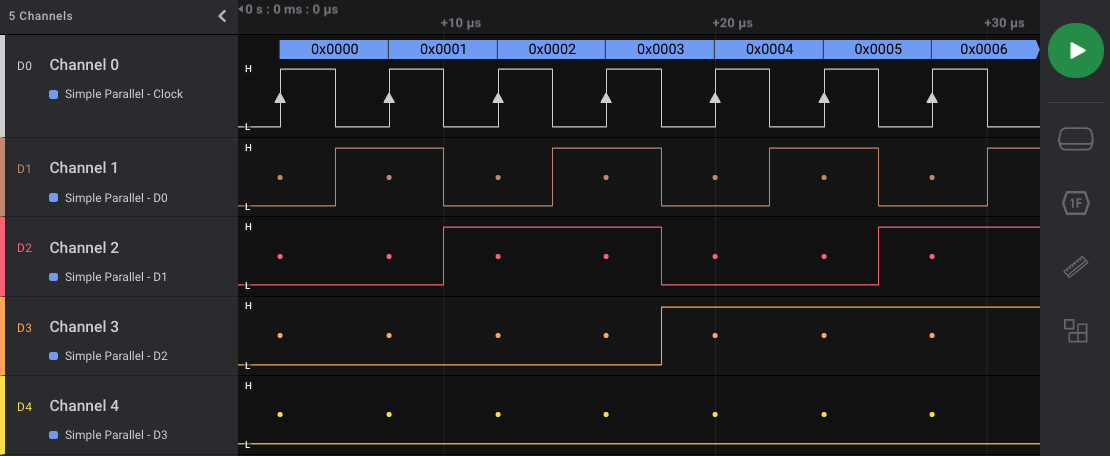 5 Channels
0 s : 0 ms : 0 μs
+10 μs
+20 μs
+30 μs
0x0000 0x0001 0x0002 0x0003 0x0004 0x0005 0x0006
D0 Channel 0
Simple Parallel - Clock
H
L
D1 Channel 1
Simple Parallel - D0
H
L
D2 Channel 2
Simple Parallel - D1
H
L
D3 Channel 3
Simple Parallel - D2
H
L
D4 Channel 4
Simple Parallel - D3
H
L
1F